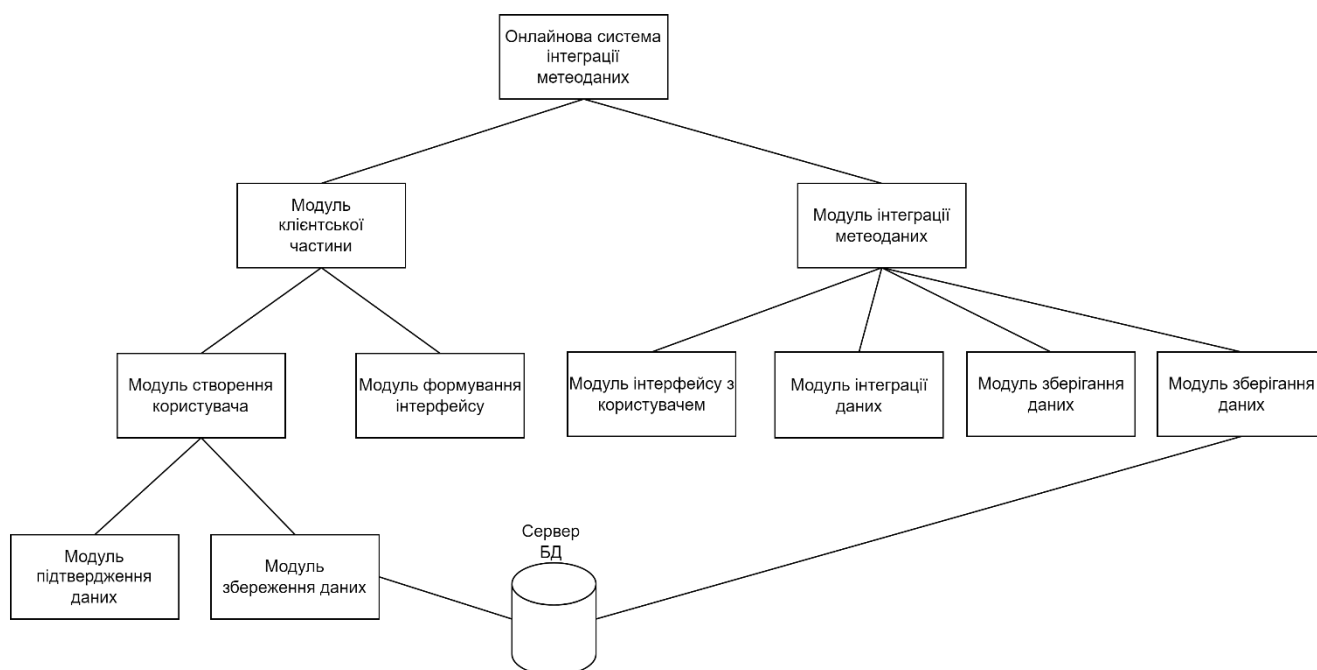 Онлайнова система
інтеграції
метеоданих
Модуль
клієнтської
частини
Модуль інтеграції
метеоданих
Модуль створення
користувача
Модуль формування
інтерфейсу
Модуль інтерфейсу з
користувачем
Модуль інтеграції
даних
Модуль зберігання
даних
Модуль зберігання
даних
Модуль
підтвердження
даних
Модуль
збереження даних
Сервер
БД